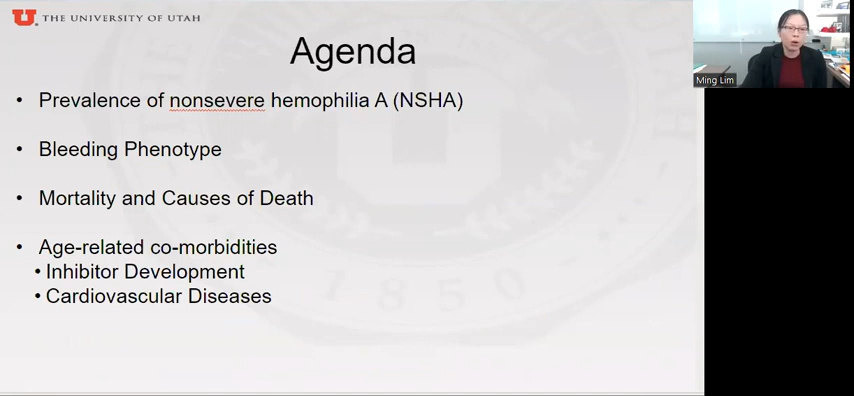 THE UNIVERSITY OF UTAH
Agenda
• Prevalence of nonsevere hemophilia A (NSHA)
• Bleeding Phenotype
• Mortality and Causes of Death
• Age-related co-morbidities
• Inhibitor Development
• Cardiovascular Diseases
1850
Ming Lim